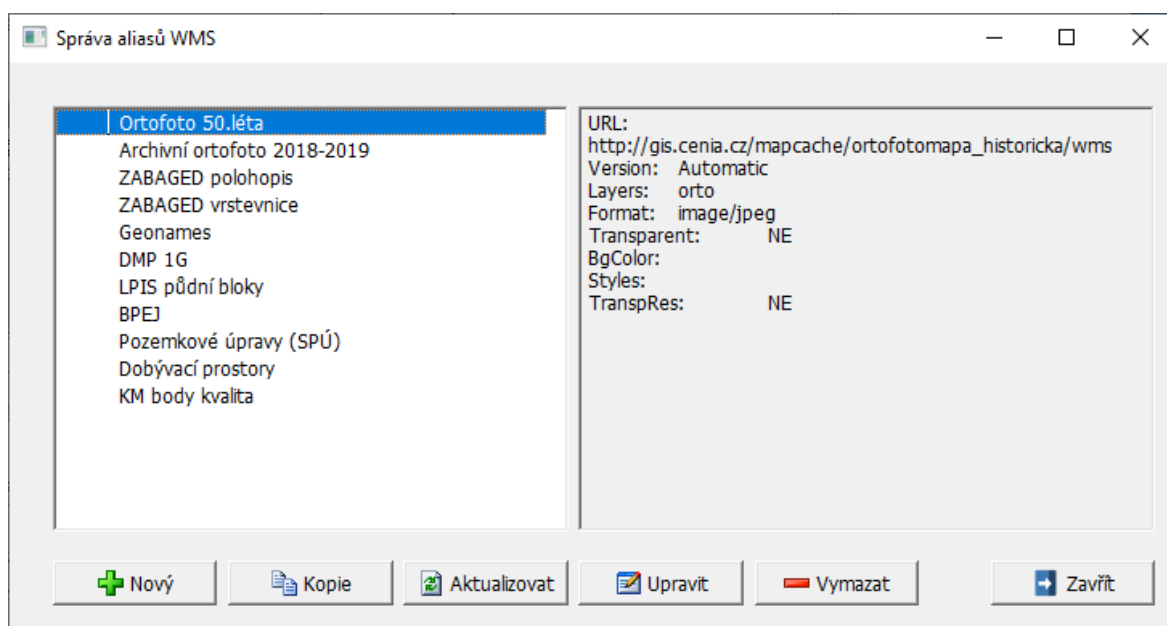 Správa aliasů WMS
Ortofoto 50.léta
Archivní ortofoto 2018-2019
ZABAGED polohopis
ZABAGED vrstevnice
Geonames
DMP 1G
LPIS půdní bloky
BPEJ
Pozemkové úpravy (SPÚ)
Dobývací prostory
KM body kvalita
URL:
http://gis.cenia.cz/mapcache/ortofotomapa_historicka/wms
Version: Automatic
Layers: orto
Format: image/jpeg
Transparent: NE
BgColor:
Styles:
TranspRes: NE
Nový Kopie Aktualizovat Upravit Vymazat Zavřít